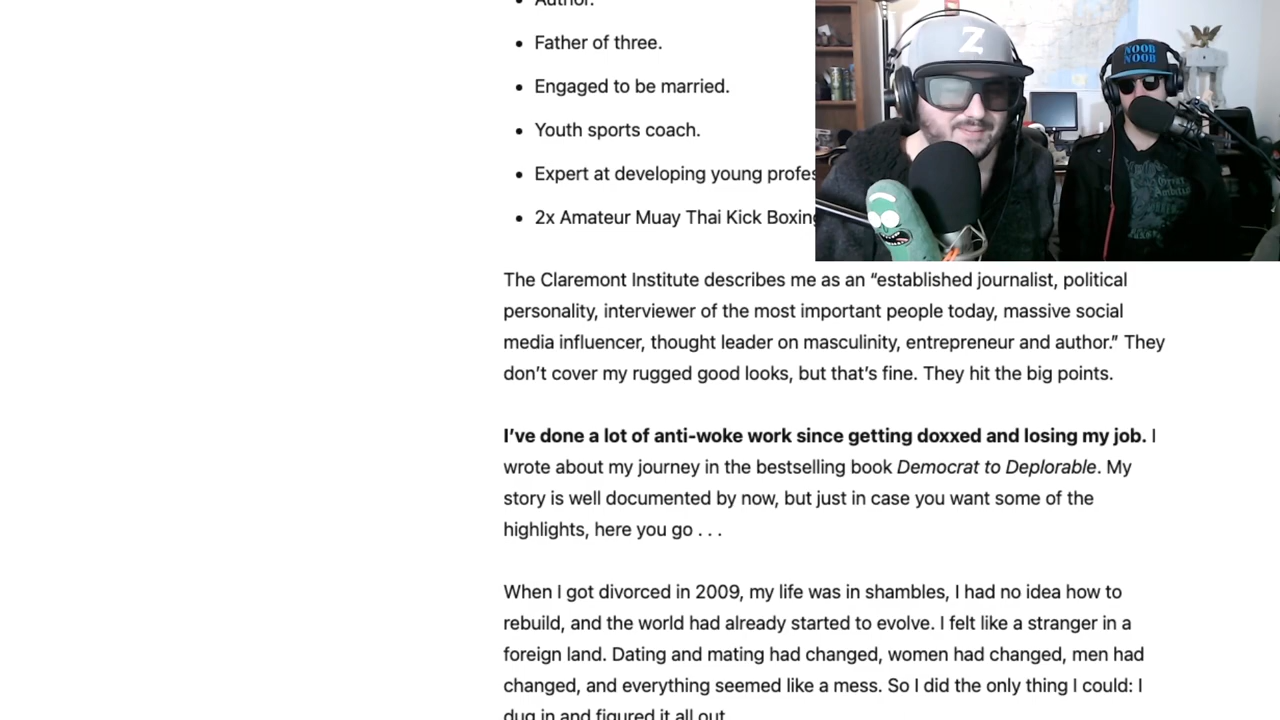 Author.
Father of three.
Engaged to be married.
Youth sports coach.
Expert at developing young
2x Amateur Muay Thai Kick
The Claremont Institute describes me as an “established journalist, political
personality, interviewer of the most important people today, massive social
media influencer, thought leader on masculinity, entrepreneur and author.” They
don’t cover my rugged good looks, but that’s fine. They hit the big points.
I’ve done a lot of anti-woke work since getting doxxed and losing my job. I
wrote about my journey in the bestselling book Democrat to Deplorable. My
story is well documented by now, but just in case you want some of the
highlights, here you go . . .
When I got divorced in 2009, my life was in shambles, I had no idea how to
rebuild, and the world had already started to evolve. I felt like a stranger in a
foreign land. Dating and mating had changed, women had changed, men had
changed, and everything seemed like a mess. So I did the only thing I could: I
dug in and figured it all out.
Z
NOOB
NOOB
Great